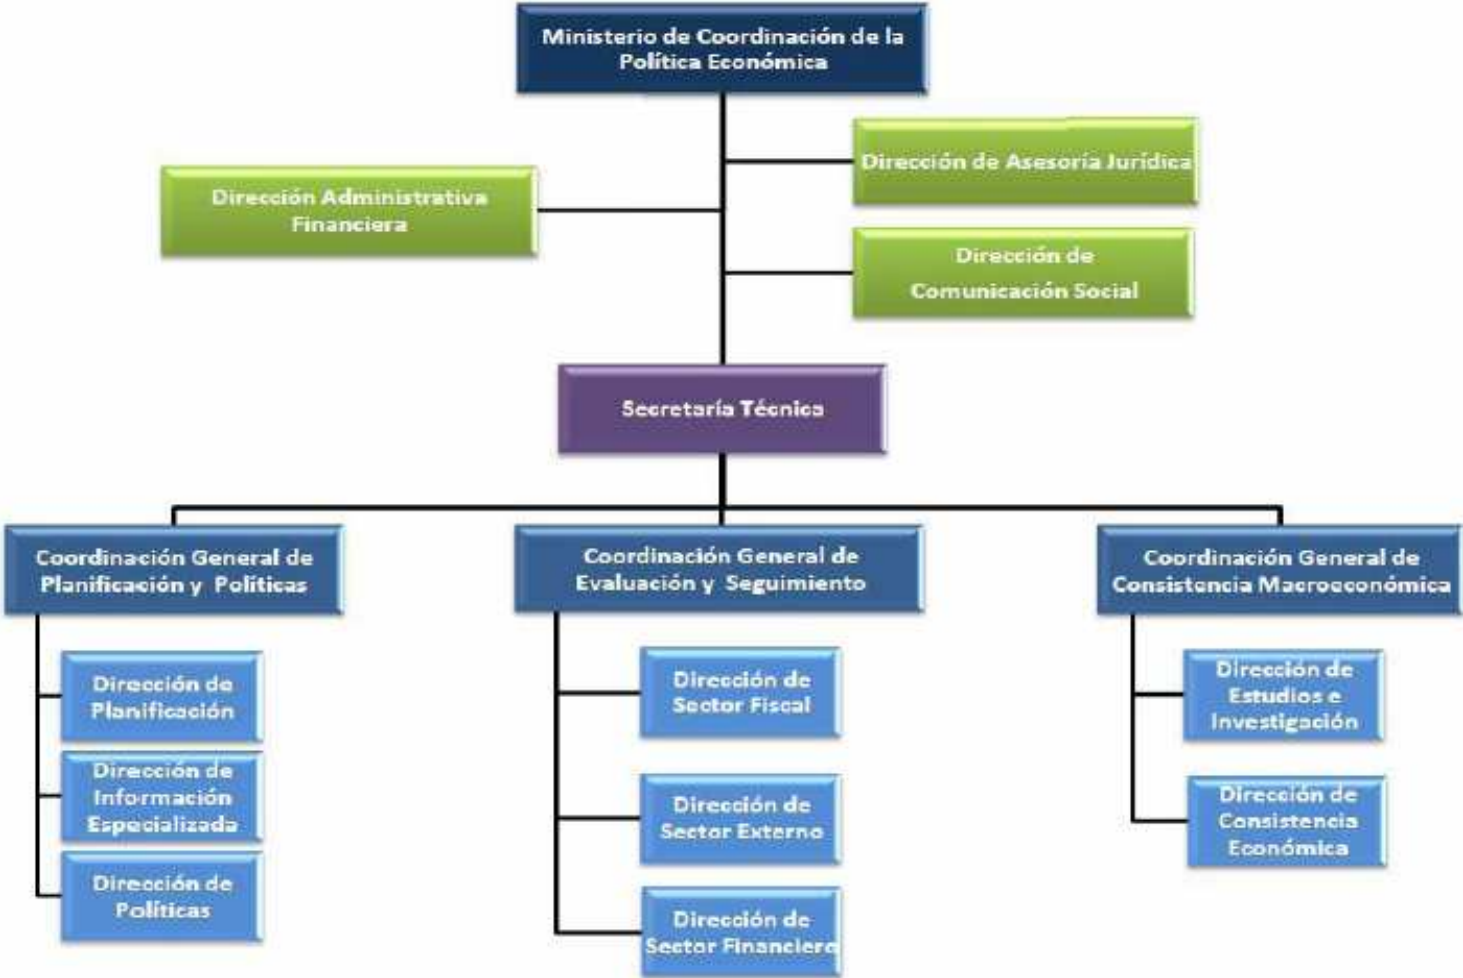 Ministerio de Coordinación de la
Política Económica
Dirección de Asesoría Jurídica
Dirección Administrativa
Financiera
Dirección de
Comunicación Social
Secretaría Técnica
Coordinación General de
Planificación y Políticas
Coordinación General de
Evaluación y Seguimiento
Coordinación General de
Consistencia Macroeconómica
Dirección de
Planificación
Dirección de
Información
Especializada
Dirección de
Políticas
Dirección de
Sector Fiscal
Dirección de
Sector Externo
Dirección de
Sector Financiero
Dirección de
Estudios e
Investigación
Dirección de
Consistencia
Económica